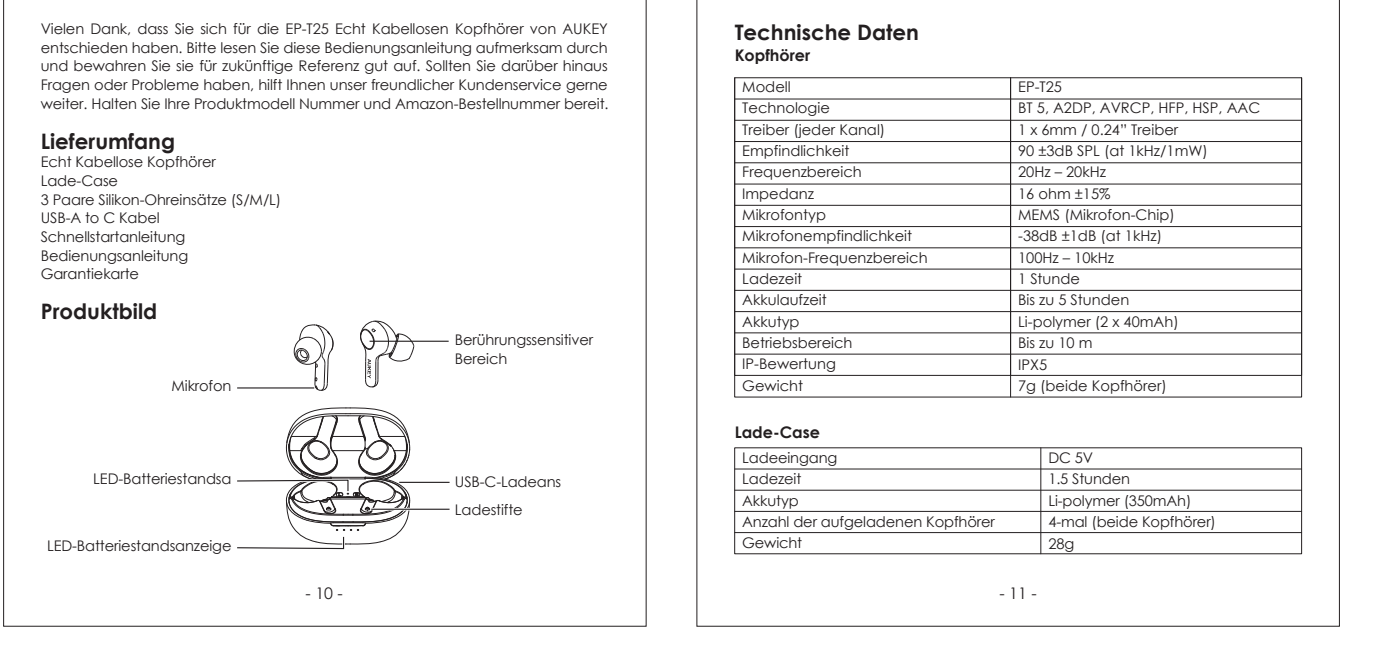 Vielen Dank, dass Sie sich für die EP-T25 Echt Kabellosen Kopfhörer von AUKEY
entschieden haben. Bitte lesen Sie diese Bedienungsanleitung aufmerksam durch
und bewahren Sie sie für zukünftige Referenz gut auf. Sollten Sie darüber hinaus
Fragen oder Probleme haben, hilft Ihnen unser freundlicher Kundenservice gerne
weiter. Halten Sie Ihre Produktmodell Nummer und Amazon-Bestellnummer bereit.
Lieferumfang
Echt Kabellose Kopfhörer
Lade-Case
3 Paare Silikon-Ohreinsätze (S/M/L)
USB-A to C Kabel
Schnellstartanleitung
Bedienungsanleitung
Garantiekarte
Produktbild
Berührungssensitiver
Bereich
AUKEY
Mikrofon
LED-Batteriestandsa
USB-C-Ladeans
Ladestifte
LED-Batteriestandsanzeige
- 10 -
Technische Daten
Kopfhörer
Modell EP-T25
Technologie BT 5, A2DP, AVRCP, HFP, HSP, AAC
Treiber (jeder Kanal) 1 x 6mm / 0.24” Treiber
Empfindlichkeit 90 ±3dB SPL (at 1kHz/1mW)
Frequenzbereich 20Hz – 20kHz
Impedanz 16 ohm ±15%
Mikrofontyp MEMS (Mikrofon-Chip)
Mikrofonempfindlichkeit -38dB ±1dB (at 1kHz)
Mikrofon-Frequenzbereich 100Hz – 10kHz
Ladezeit 1 Stunde
Akkulaufzeit Bis zu 5 Stunden
Akkutyp Li-polymer (2 x 40mAh)
Betriebsbereich Bis zu 10 m
IP-Bewertung IPX5
Gewicht 7g (beide Kopfhörer)
Lade-Case
Ladeeingang DC 5V
Ladezeit 1.5 Stunden
Akkutyp Li-polymer (350mAh)
Anzahl der aufgeladenen Kopfhörer 4-mal (beide Kopfhörer)
Gewicht 28g
- 11 -